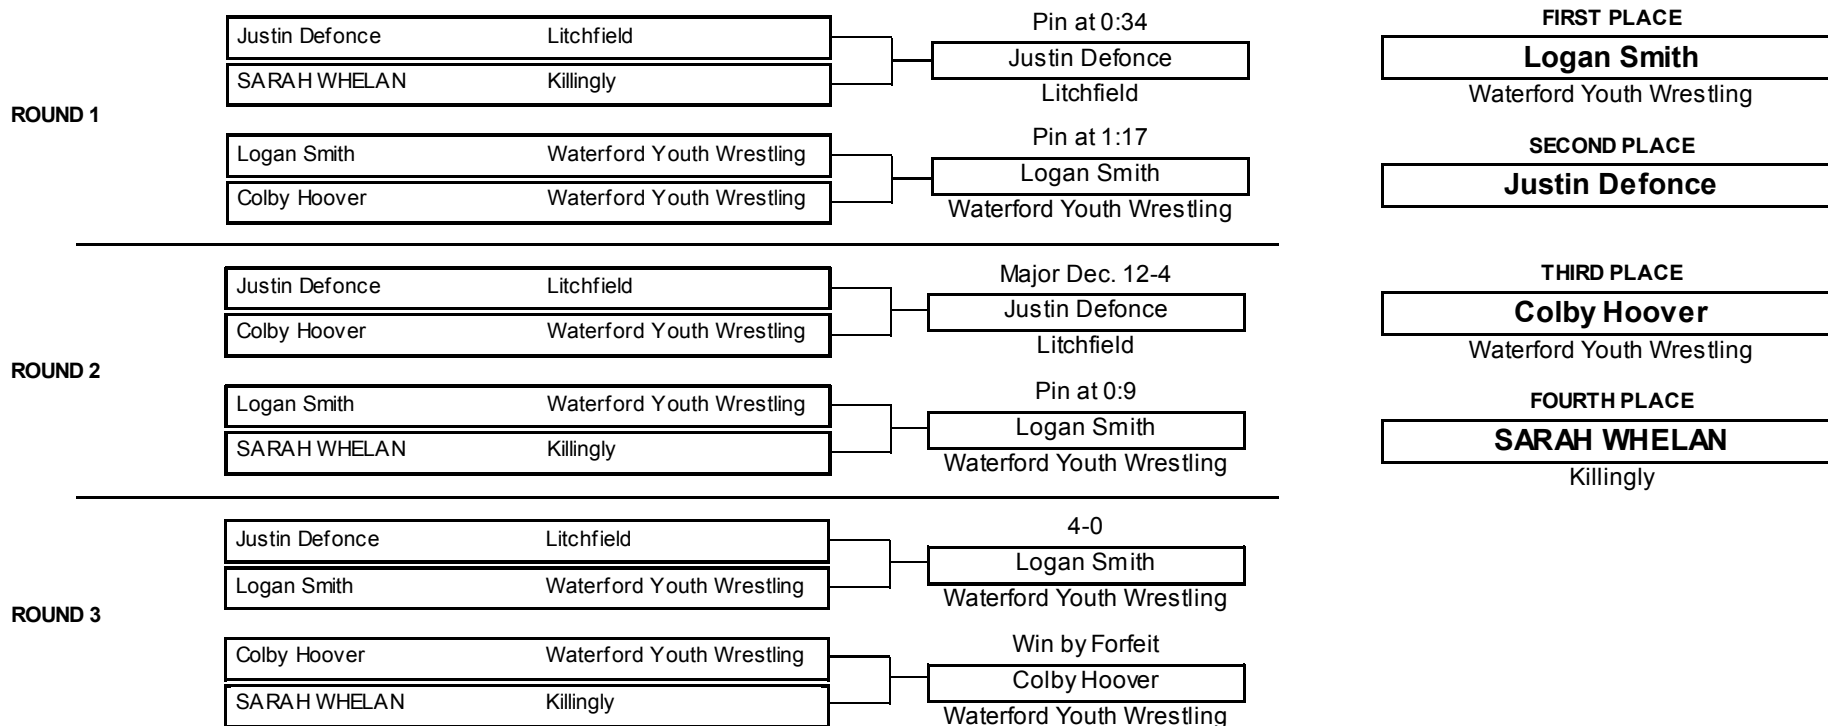 ROUND 1
Justin Defonce Litchfield
SARAH WHELAN Killingly
Pin at 0:34
Justin Defonce
Litchfield
Logan Smith Waterford Youth Wrestling
Colby Hoover Waterford Youth Wrestling
Pin at 1:17
Logan Smith
Waterford Youth Wrestling
ROUND 2
Justin Defonce Litchfield
Colby Hoover Waterford Youth Wrestling
Major Dec. 12-4
Justin Defonce
Litchfield
Logan Smith Waterford Youth Wrestling
SARAH WHELAN Killingly
Pin at 0:9
Logan Smith
Waterford Youth Wrestling
ROUND 3
Justin Defonce Litchfield
Logan Smith Waterford Youth Wrestling
4-0
Logan Smith
Waterford Youth Wrestling
Colby Hoover Waterford Youth Wrestling
SARAH WHELAN Killingly
Win by Forfeit
Colby Hoover
Waterford Youth Wrestling
FIRST PLACE
Logan Smith
Waterford Youth Wrestling
SECOND PLACE
Justin Defonce
THIRD PLACE
Colby Hoover
Waterford Youth Wrestling
FOURTH PLACE
SARAH WHELAN
Killingly